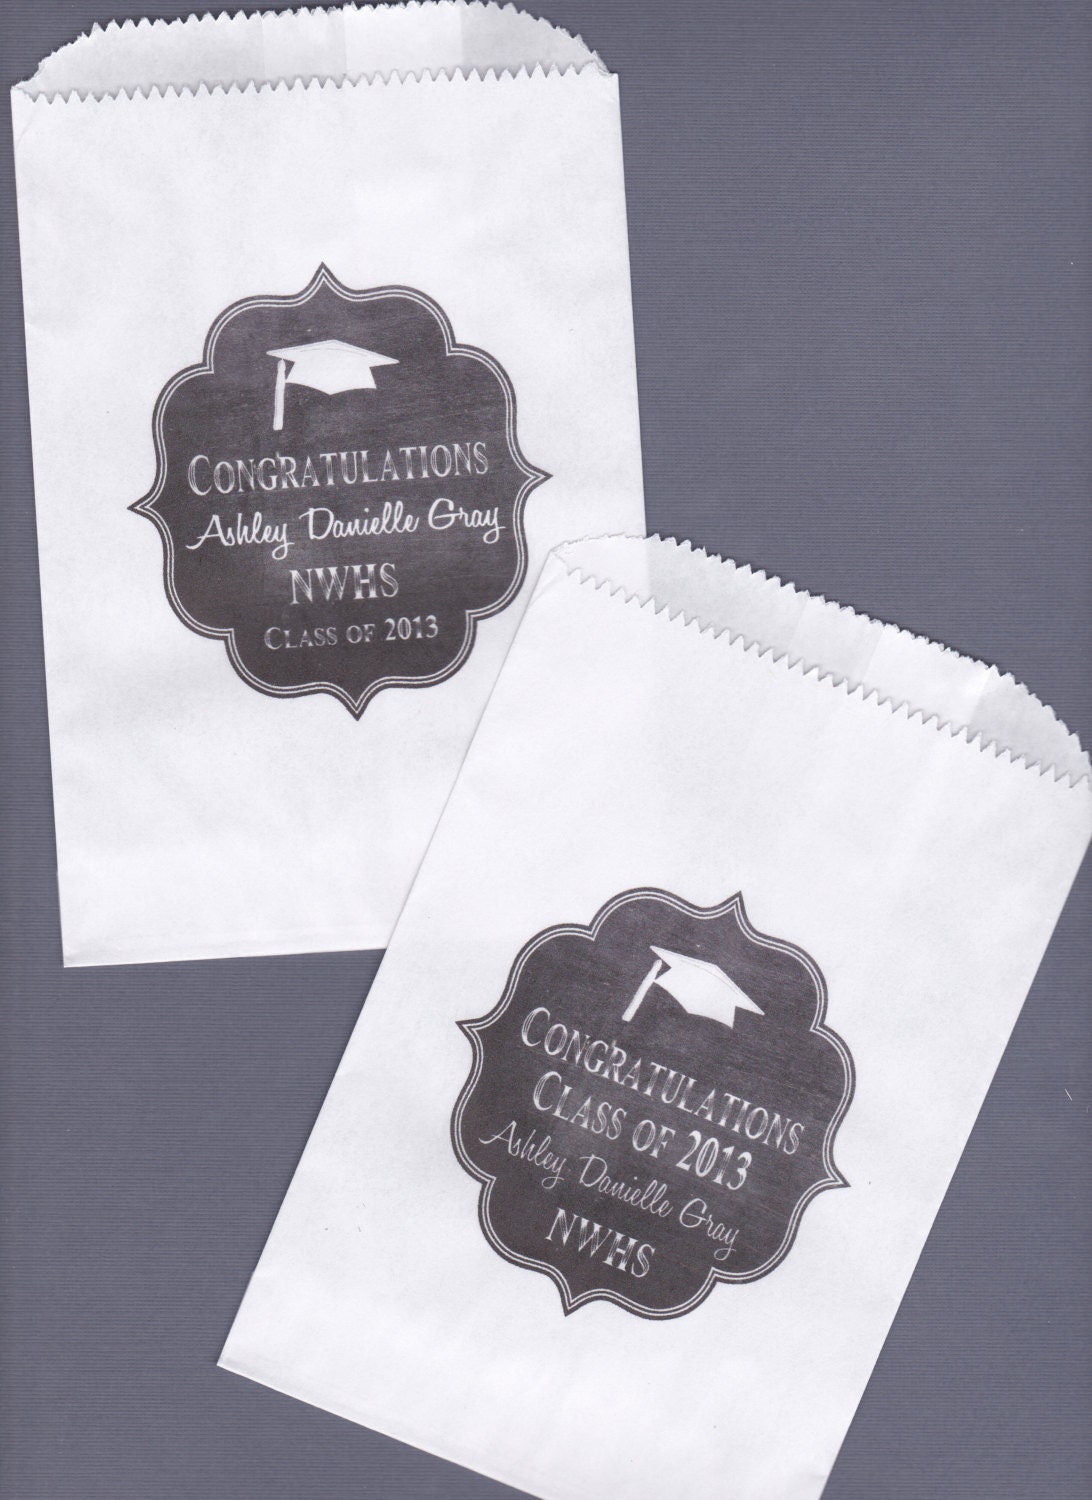 Congratulations
Ashley Danielle Gray
NWHS
Class of 2013
Congratulations
Class of 2013
Ashley Danielle Gray
NWHS